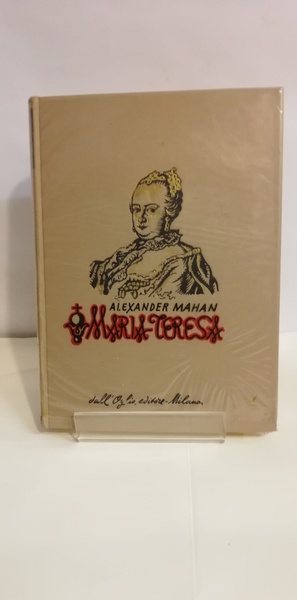 ALEXANDER MAHAN
MARIA-TERESA
dall'Oglio, editore - Milano.